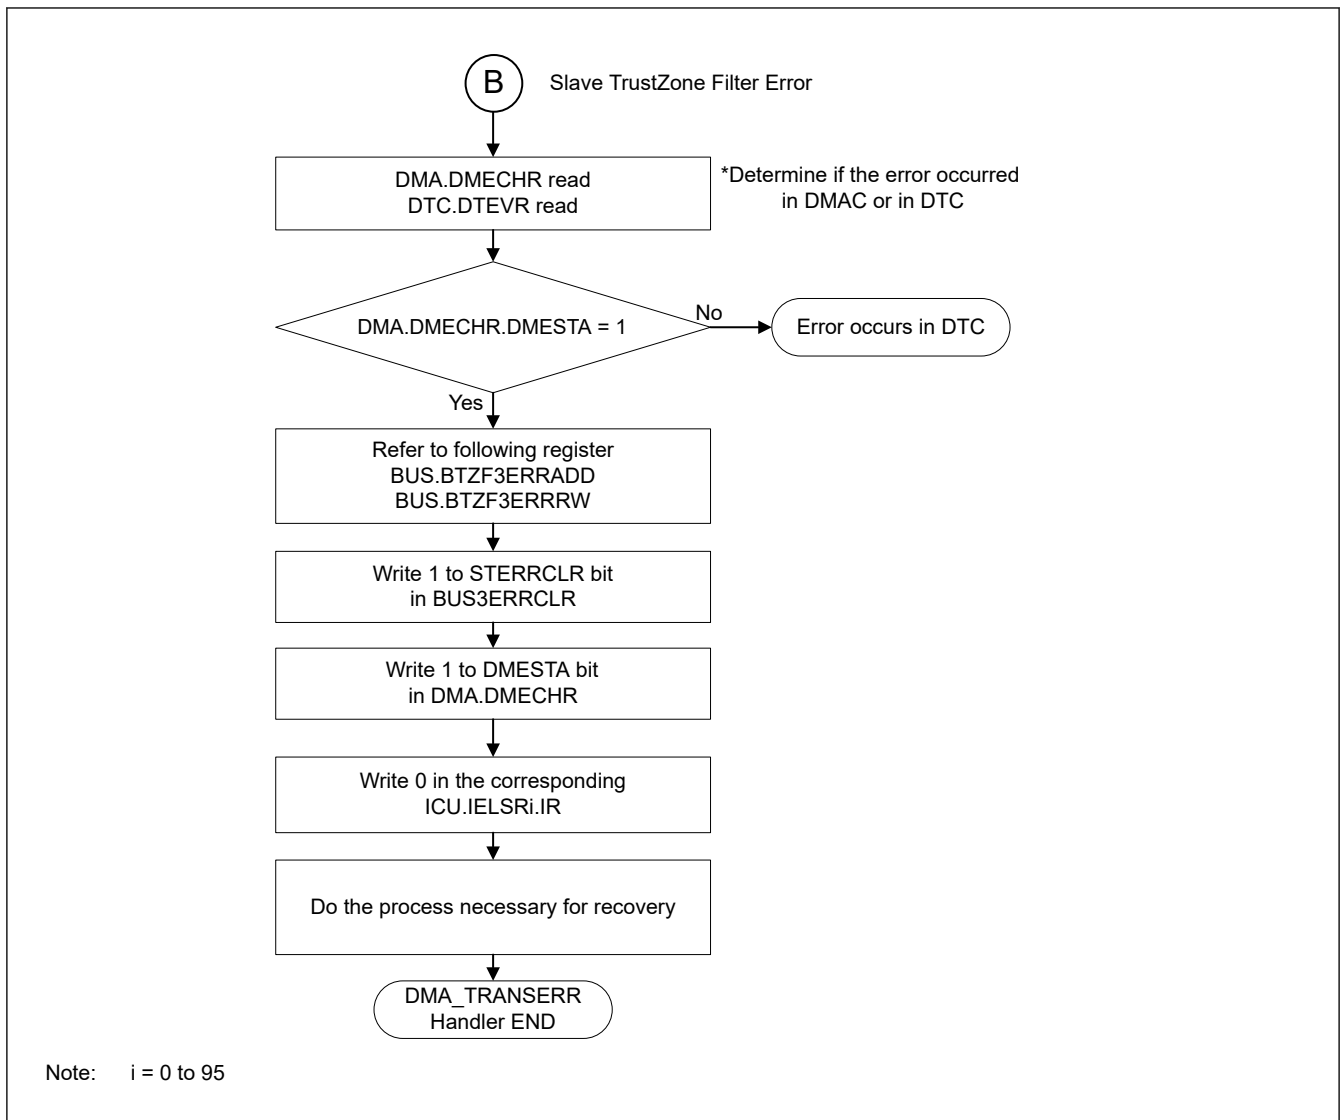 B
Slave TrustZone Filter Error
DMA.DMECHR read
DTC.DTEVR read
*Determine if the error occurred
in DMAC or in DTC
DMA.DMECHR.DMESTA = 1
No
Error occurs in DTC
Yes
Refer to following register
BUS.BTZF3ERRADD
BUS.BTZF3ERRRW
Write 1 to STERRCLR bit
in BUS3ERRCLR
Write 1 to DMESTA bit
in DMA.DMECHR
Write 0 in the corresponding
ICU.IELSRi.IR
Do the process necessary for recovery
DMA_TRANSERR
Handler END
Note: i = 0 to 95